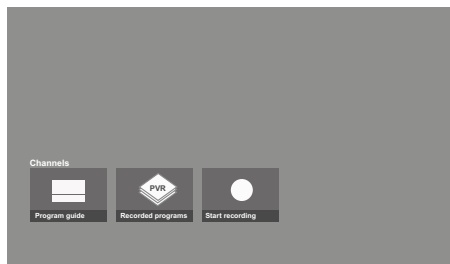 Channels
PVR
Program guide
Recorded programs
Start recording